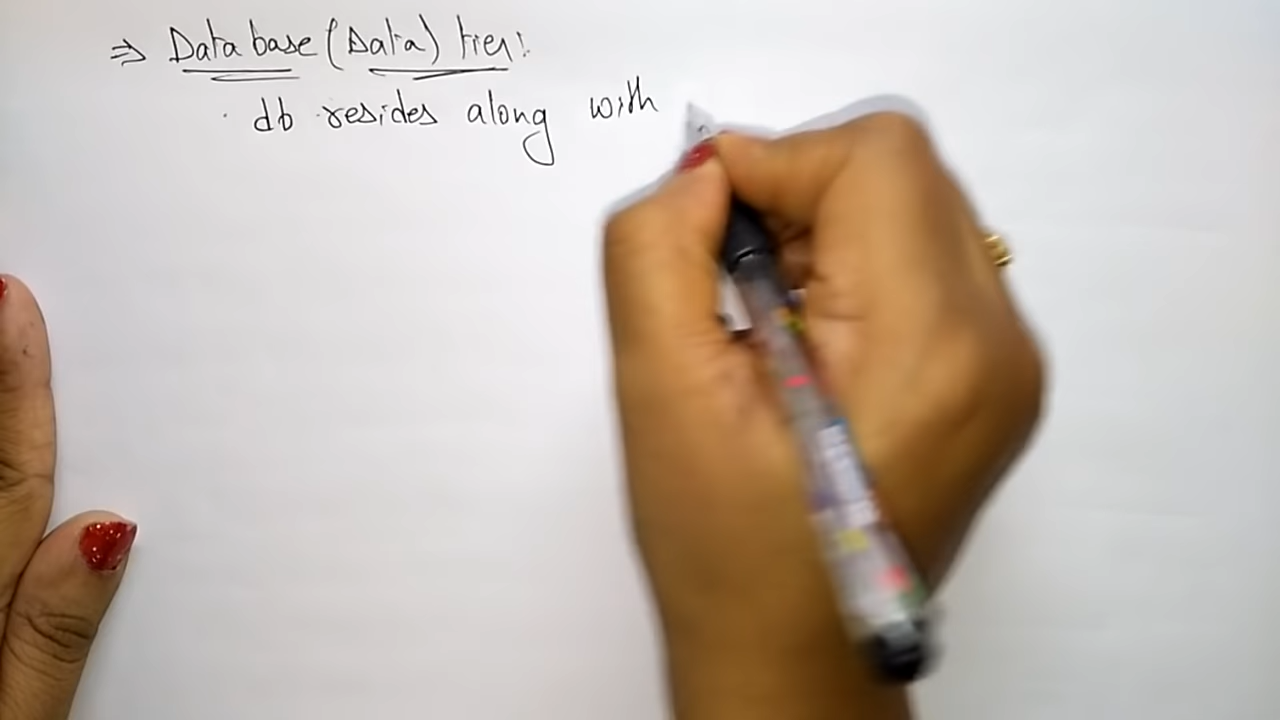 ⇒ Database (Data) tier:
· db resides along with